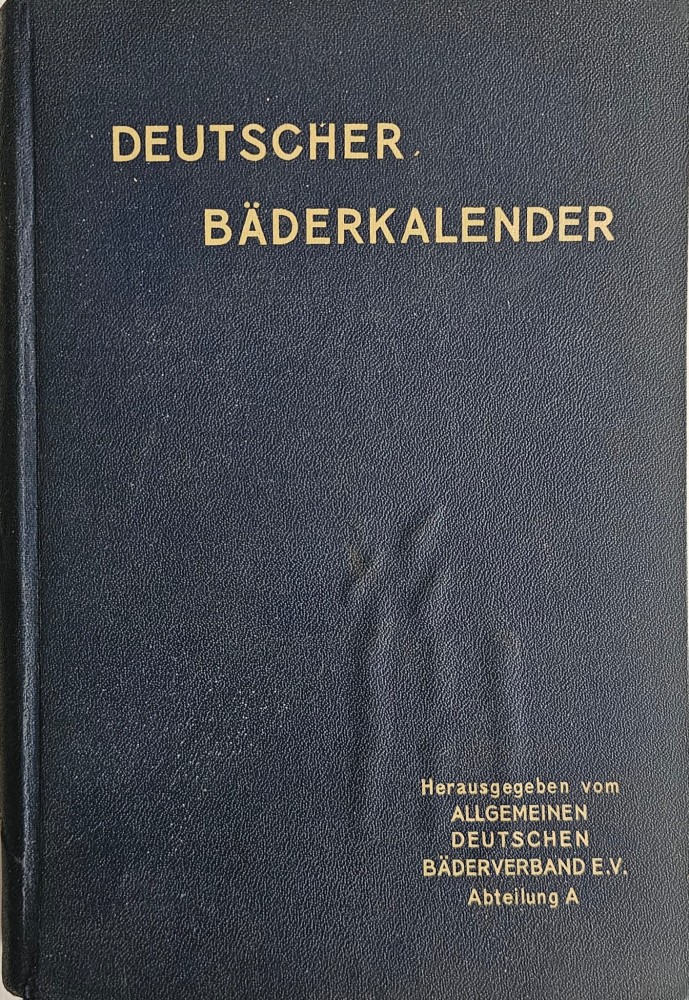 DEUTSCHER
BÄDERKALENDER
Herausgegeben vom
ALLGEMEINEN
DEUTSCHEN
BÄDERVERBAND E.V.
Abteilung A